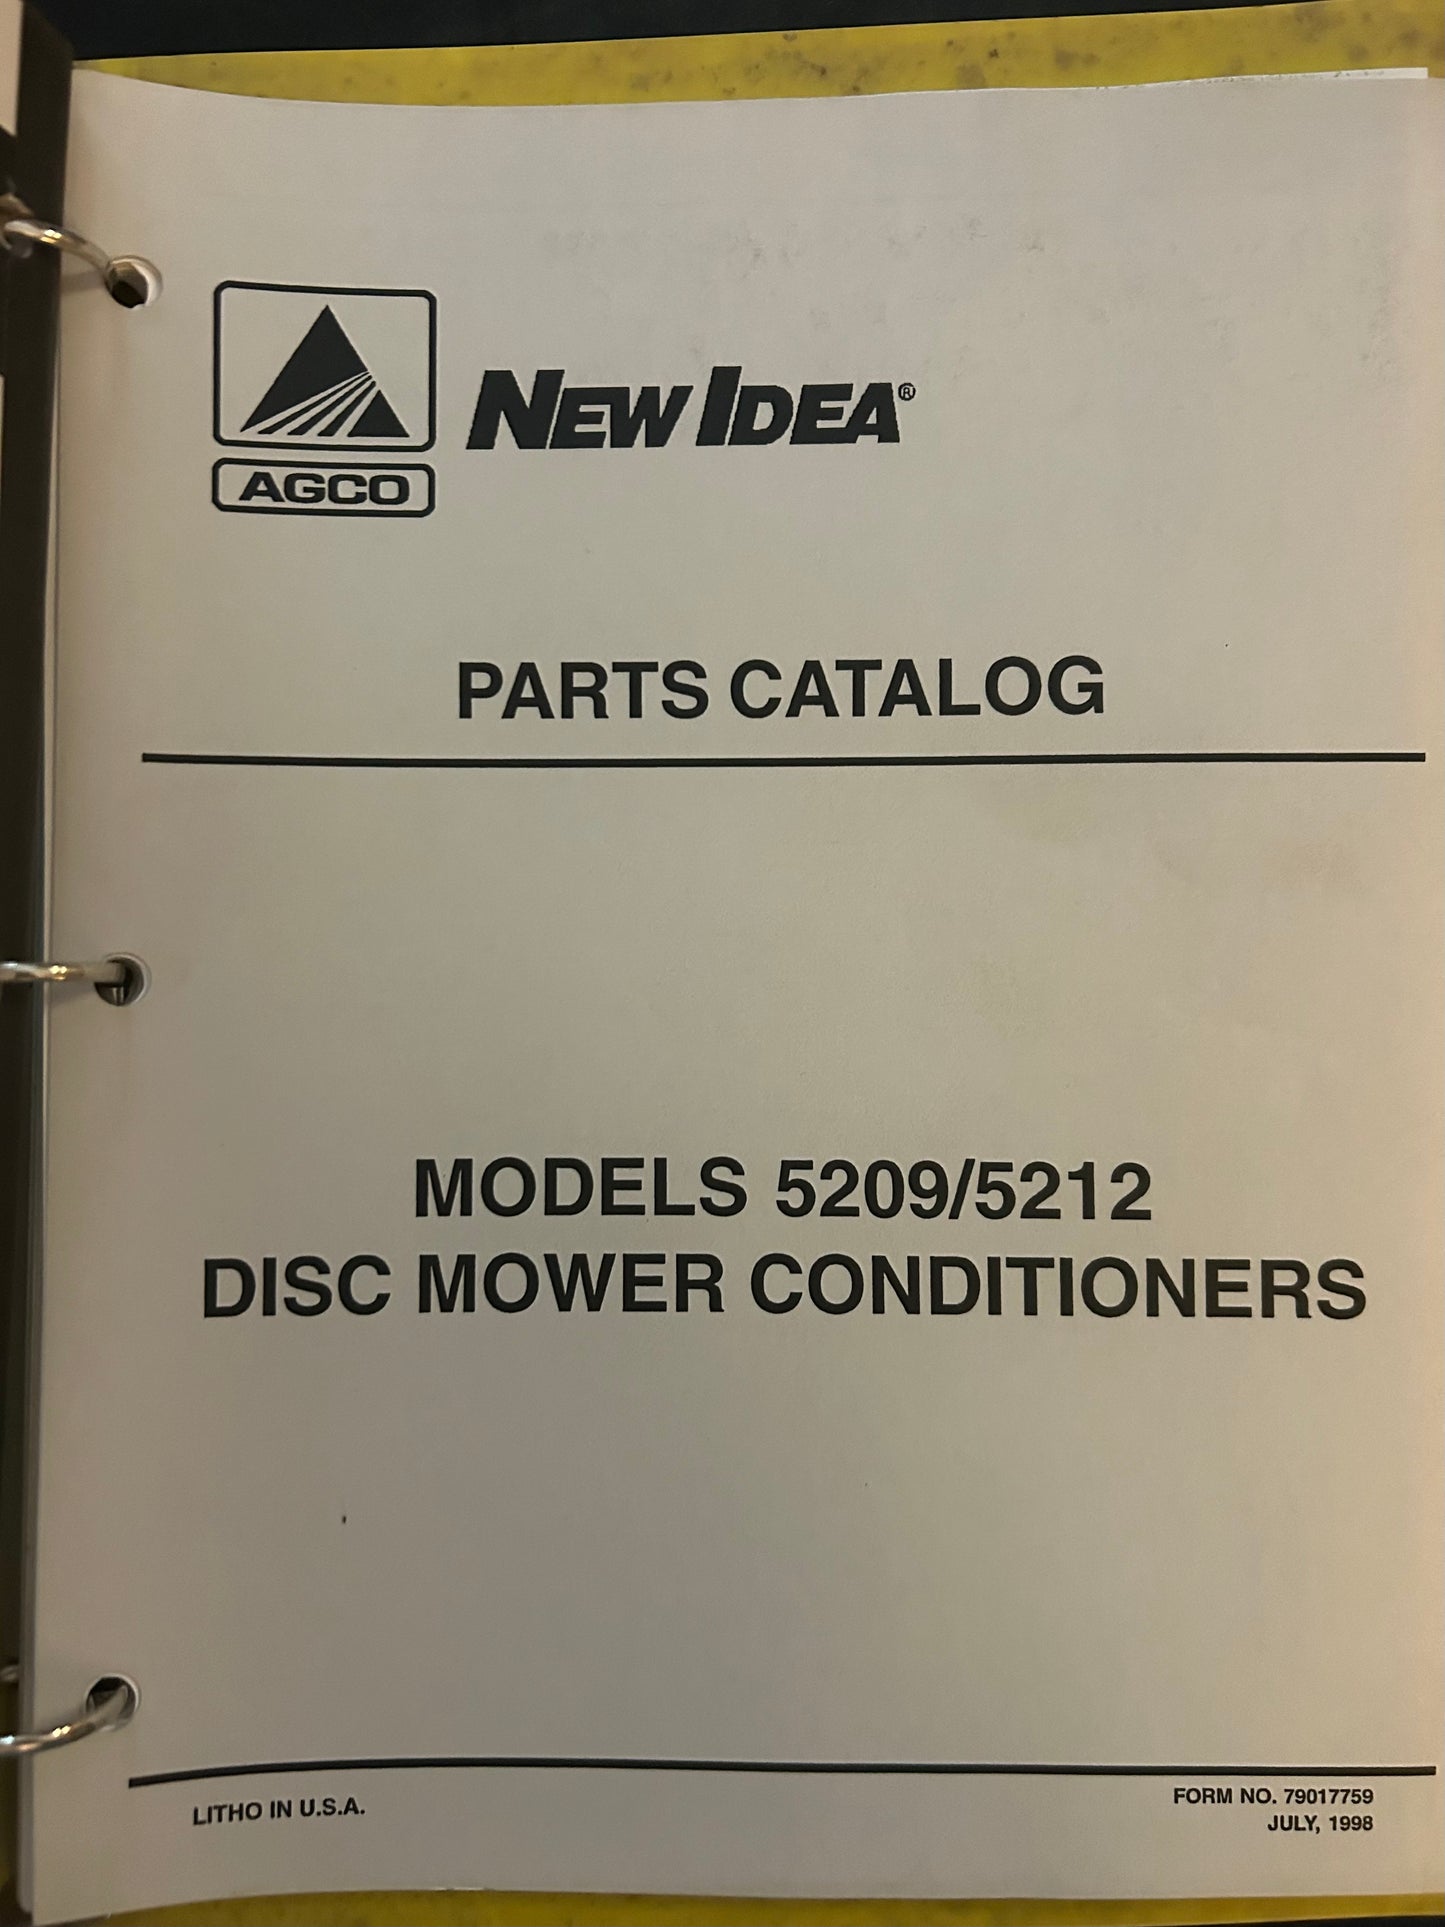 NEW IDEA®
AGCO
PARTS CATALOG
MODELS 5209/5212
DISC MOWER CONDITIONERS
LITHO IN U.S.A.
FORM NO. 79017759
JULY, 1998